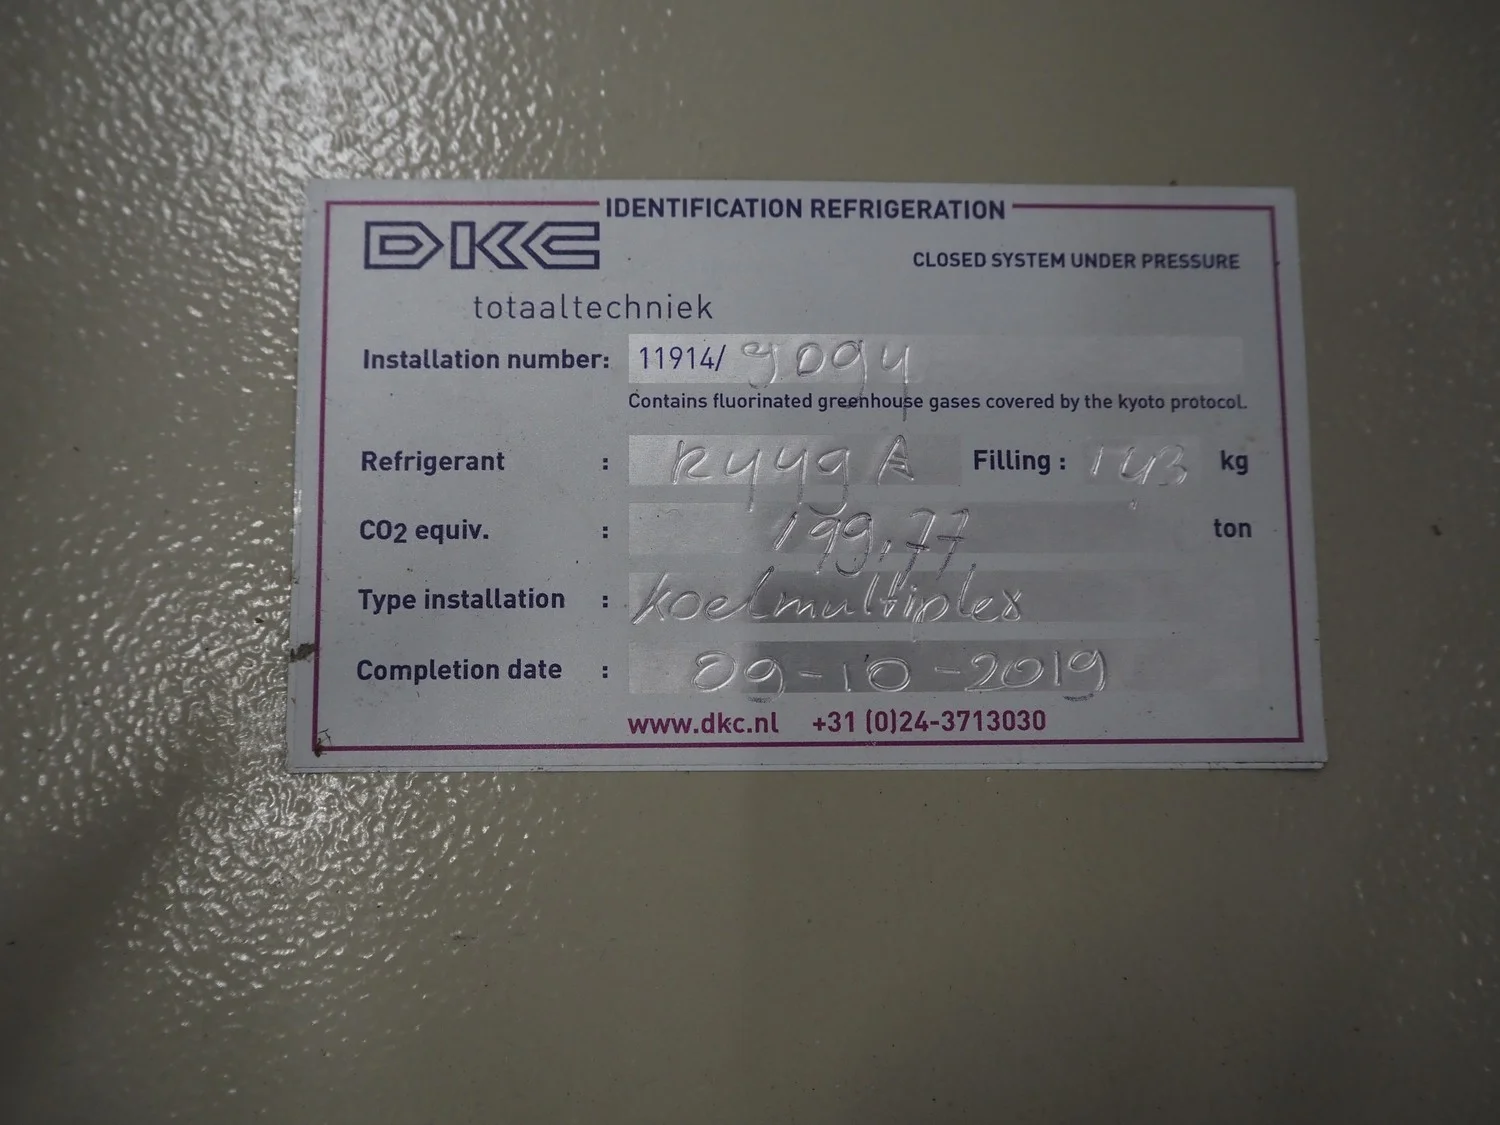 IDENTIFICATION REFRIGERATION
DKC
CLOSED SYSTEM UNDER PRESSURE
totaaltechniek
Installation number: 11914/9094
Contains fluorinated greenhouse gases covered by the kyoto protocol.
Refrigerant : R449A Filling : 143 kg
CO2 equiv. : 199,77 ton
Type installation : Koelmultiplex
Completion date : 09-10-2019
www.dkc.nl +31 (0)24-3713030